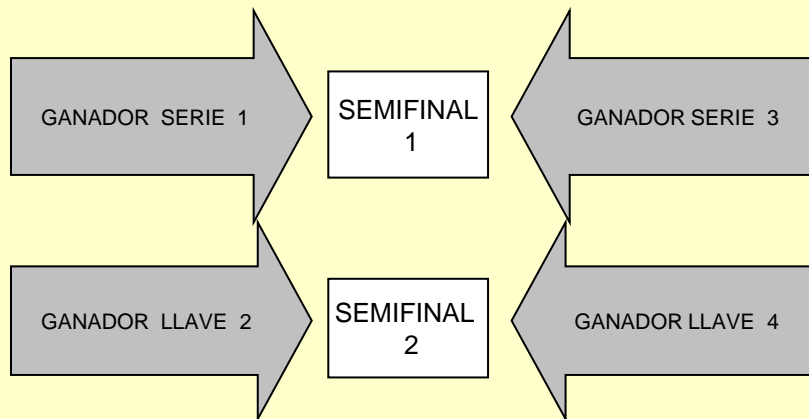 GANADOR SERIE 1
SEMIFINAL
1
GANADOR SERIE 3
GANADOR LLAVE 2
SEMIFINAL
2
GANADOR LLAVE 4